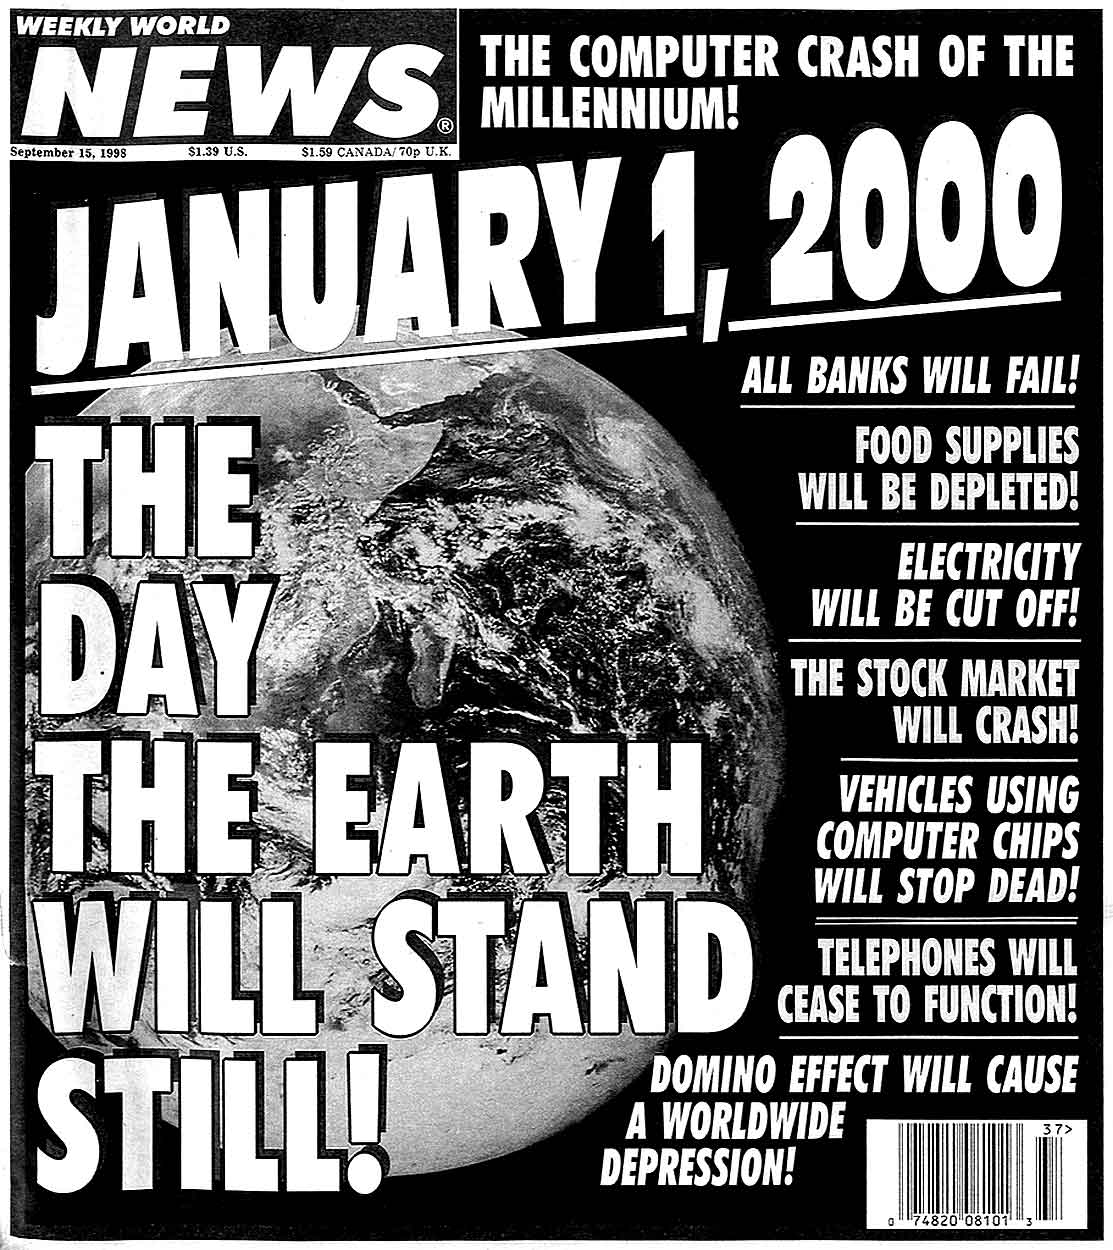 WEEKLY WORLD
NEWS®
September 15, 1998 $1.39 U.S. $1.59 CANADA/70p U.K.
THE COMPUTER CRASH OF THE
MILLENNIUM!
JANUARY 1, 2000
THE
DAY
THE EARTH
WILL STAND
STILL!
ALL BANKS WILL FAIL!
FOOD SUPPLIES
WILL BE DEPLETED!
ELECTRICITY
WILL BE CUT OFF!
THE STOCK MARKET
WILL CRASH!
VEHICLES USING
COMPUTER CHIPS
WILL STOP DEAD!
TELEPHONES WILL
CEASE TO FUNCTION!
DOMINO EFFECT WILL CAUSE
A WORLDWIDE
DEPRESSION!
37>
0 74820 08101 3